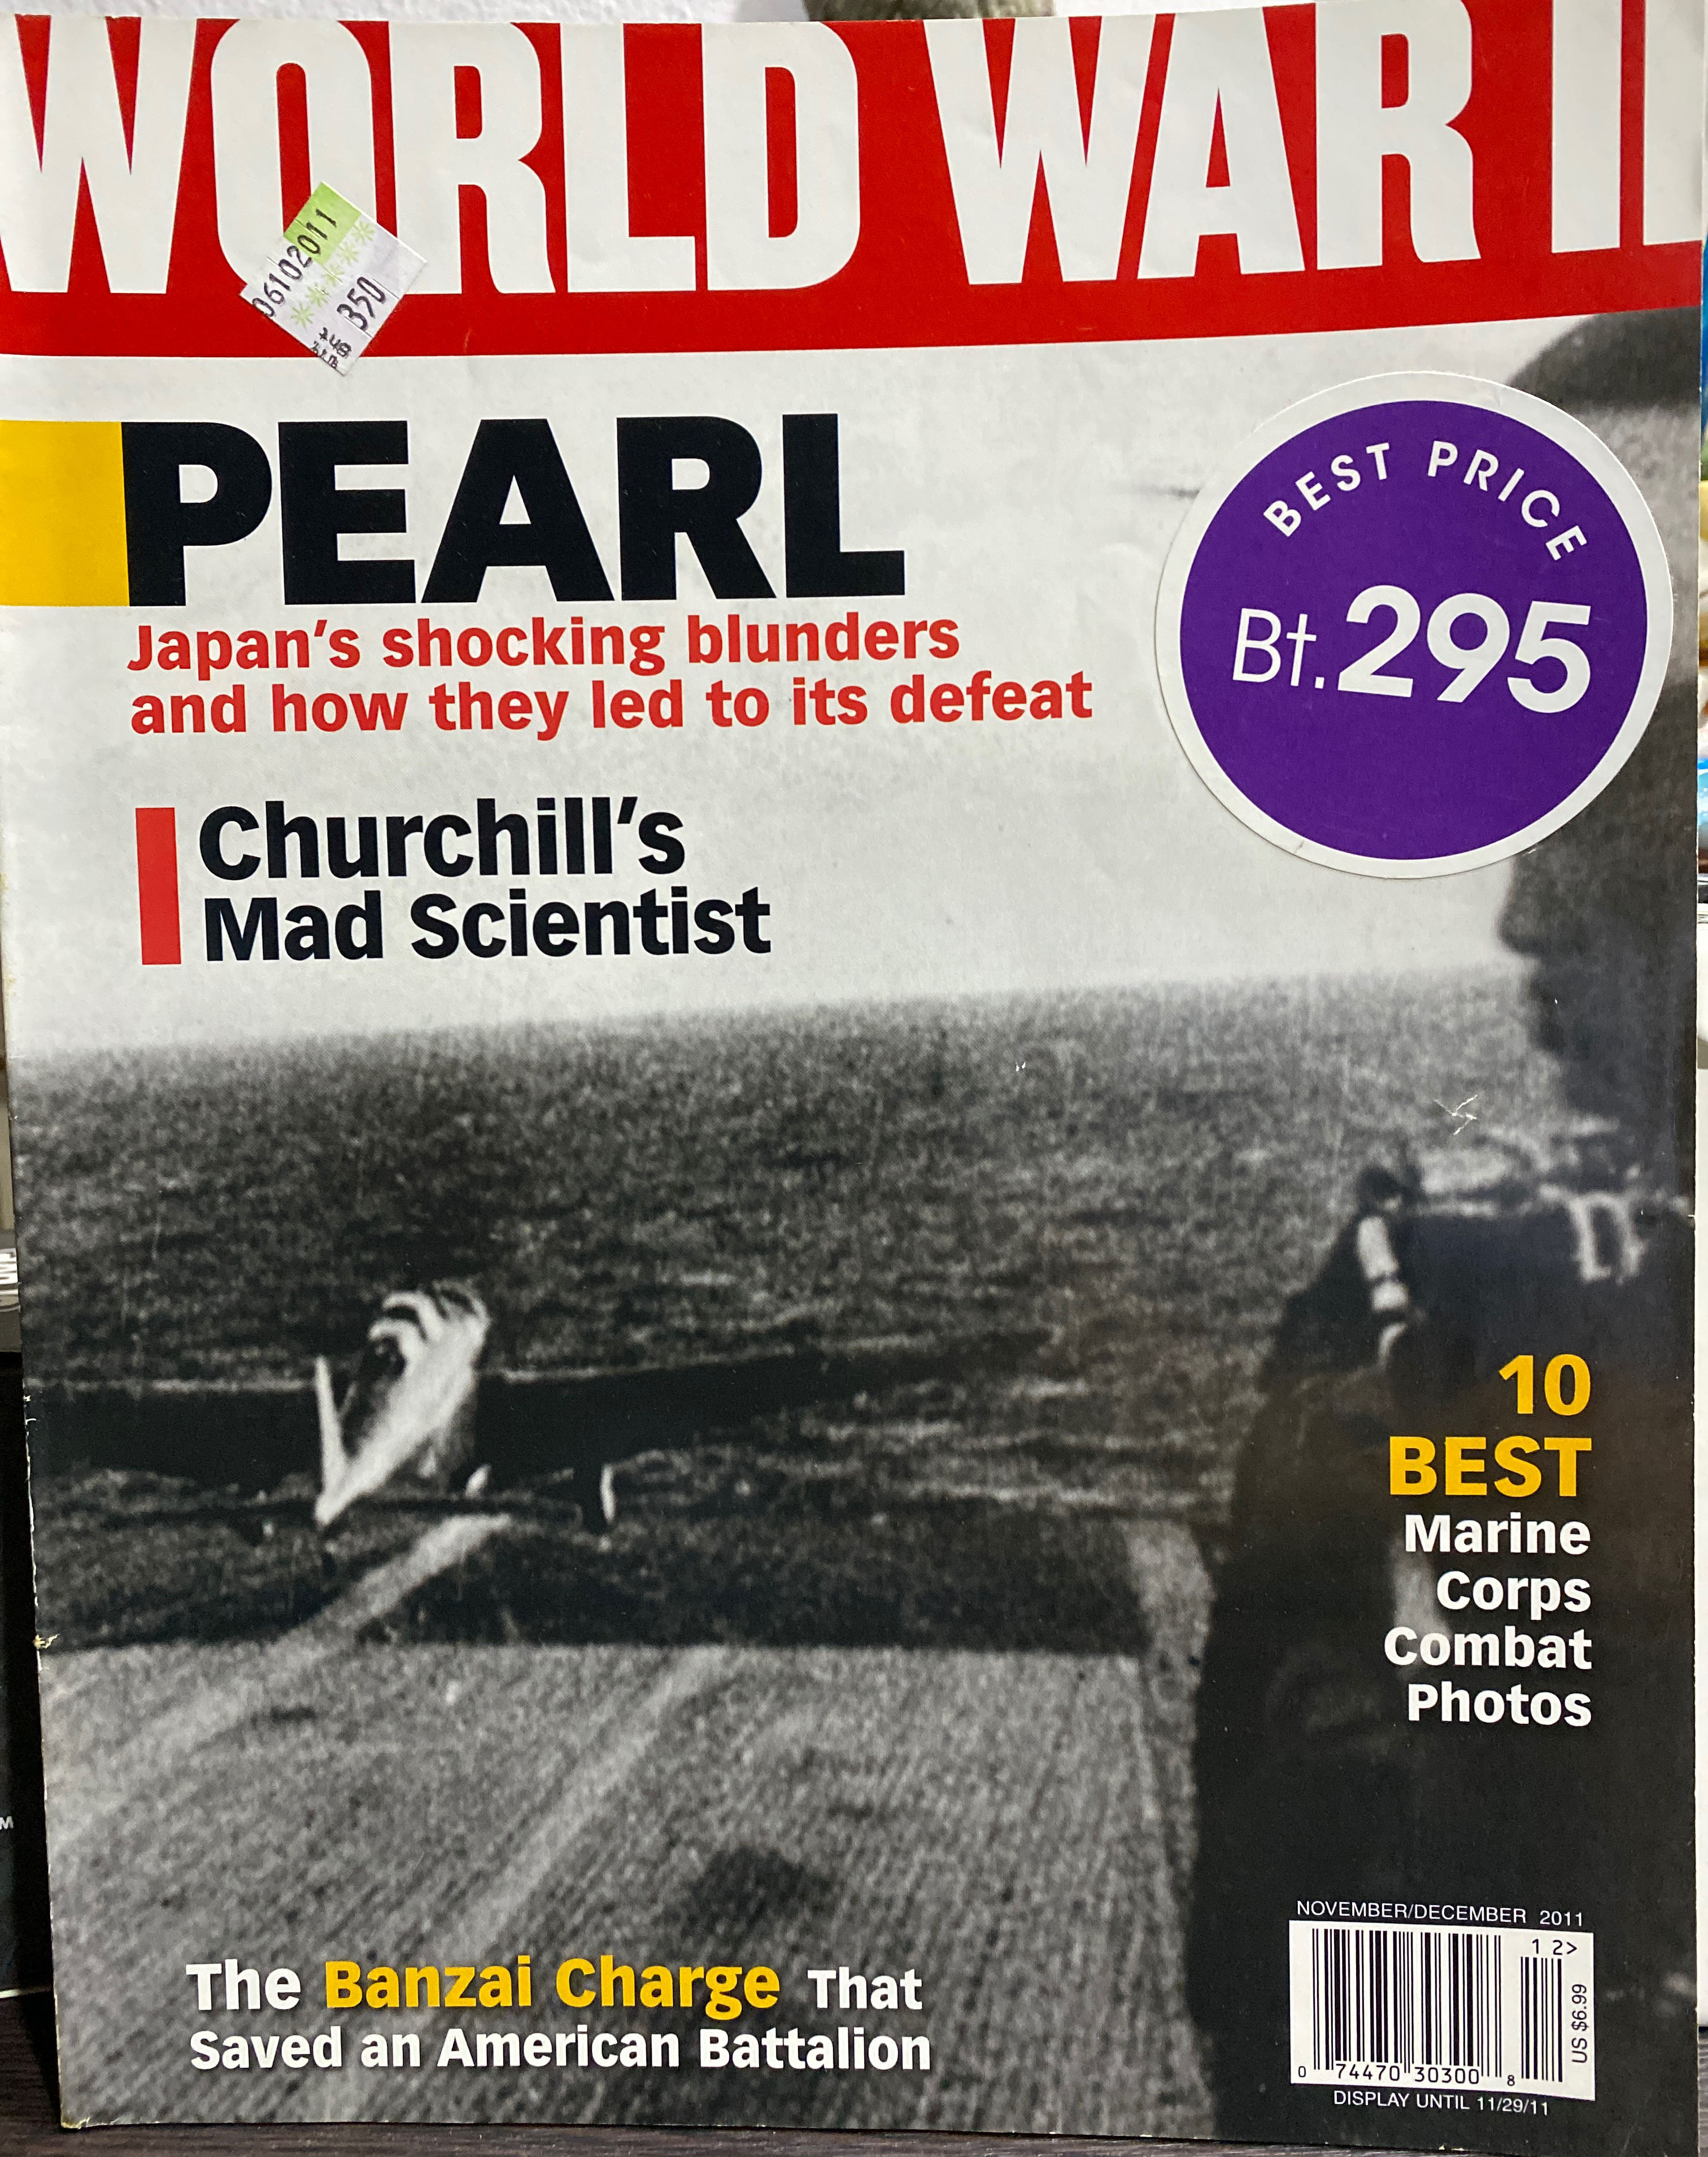 WORLD WAR II
06102011
350
PEARL
Japan's shocking blunders
and how they led to its defeat
BEST PRICE
Bt.295
Churchill's
Mad Scientist
10
BEST
Marine
Corps
Combat
Photos
The Banzai Charge That
Saved an American Battalion
NOVEMBER/DECEMBER 2011
1 2>
US $6.99
0 74470 30300 8
DISPLAY UNTIL 11/29/11